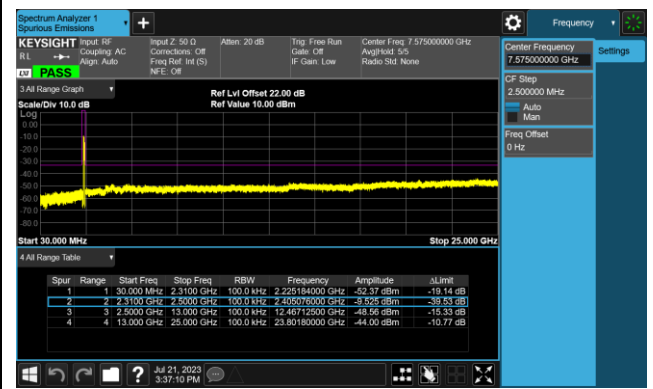 Spectrum Analyzer 1
Spurious Emissions
Frequency
KEYSIGHT
R L
LXI
PASS
Input: RF
Coupling: AC
Align: Auto
Input Z: 50 Ω
Corrections: Off
Freq Ref: Int (S)
NFE: Off
Atten: 20 dB
Trig: Free Run
Gate: Off
IF Gain: Low
Center Freq: 7.575000000 GHz
Avg|Hold: 5/5
Radio Std: None
Center Frequency
7.575000000 GHz
Settings
CF Step
2.500000 MHz
Auto
Man
Freq Offset
0 Hz
3 All Range Graph
Scale/Div 10.0 dB
Ref Lvl Offset 22.00 dB
Ref Value 10.00 dBm
Log
0.00
-10.0
-20.0
-30.0
-40.0
-50.0
-60.0
-70.0
-80.0
Start 30.000 MHz Stop 25.000 GHz
4 All Range Table
Spur Range Start Freq Stop Freq RBW Frequency Amplitude ΔLimit
1 1 30.000 MHz 2.3100 GHz 100.0 kHz 2.225184000 GHz -52.37 dBm -19.14 dB
2 2 2.3100 GHz 2.5000 GHz 100.0 kHz 2.405076000 GHz -9.525 dBm -39.53 dB
3 3 2.5000 GHz 13.000 GHz 100.0 kHz 12.46712500 GHz -48.56 dBm -15.33 dB
4 4 13.000 GHz 25.000 GHz 100.0 kHz 23.80180000 GHz -44.00 dBm -10.77 dB
Jul 21, 2023
3:37:10 PM